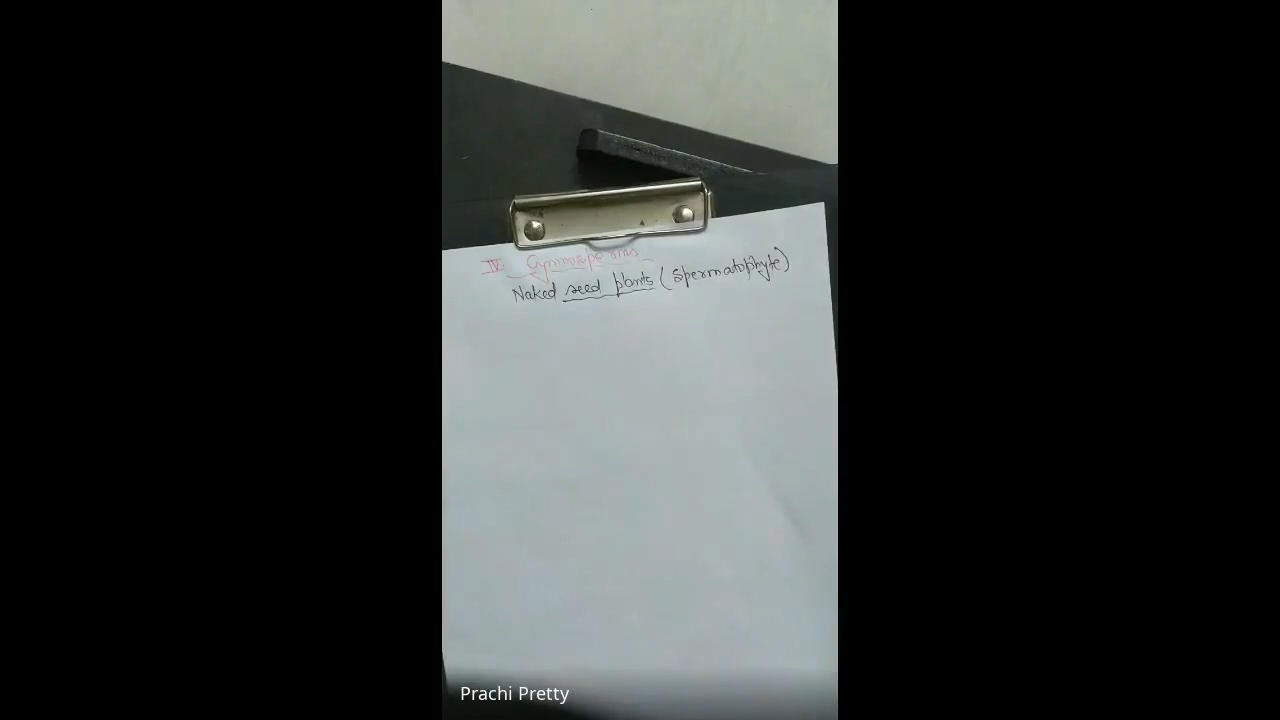 IV. Gymnosperms
Naked seed plants (Spermatophyte)
Prachi Pretty